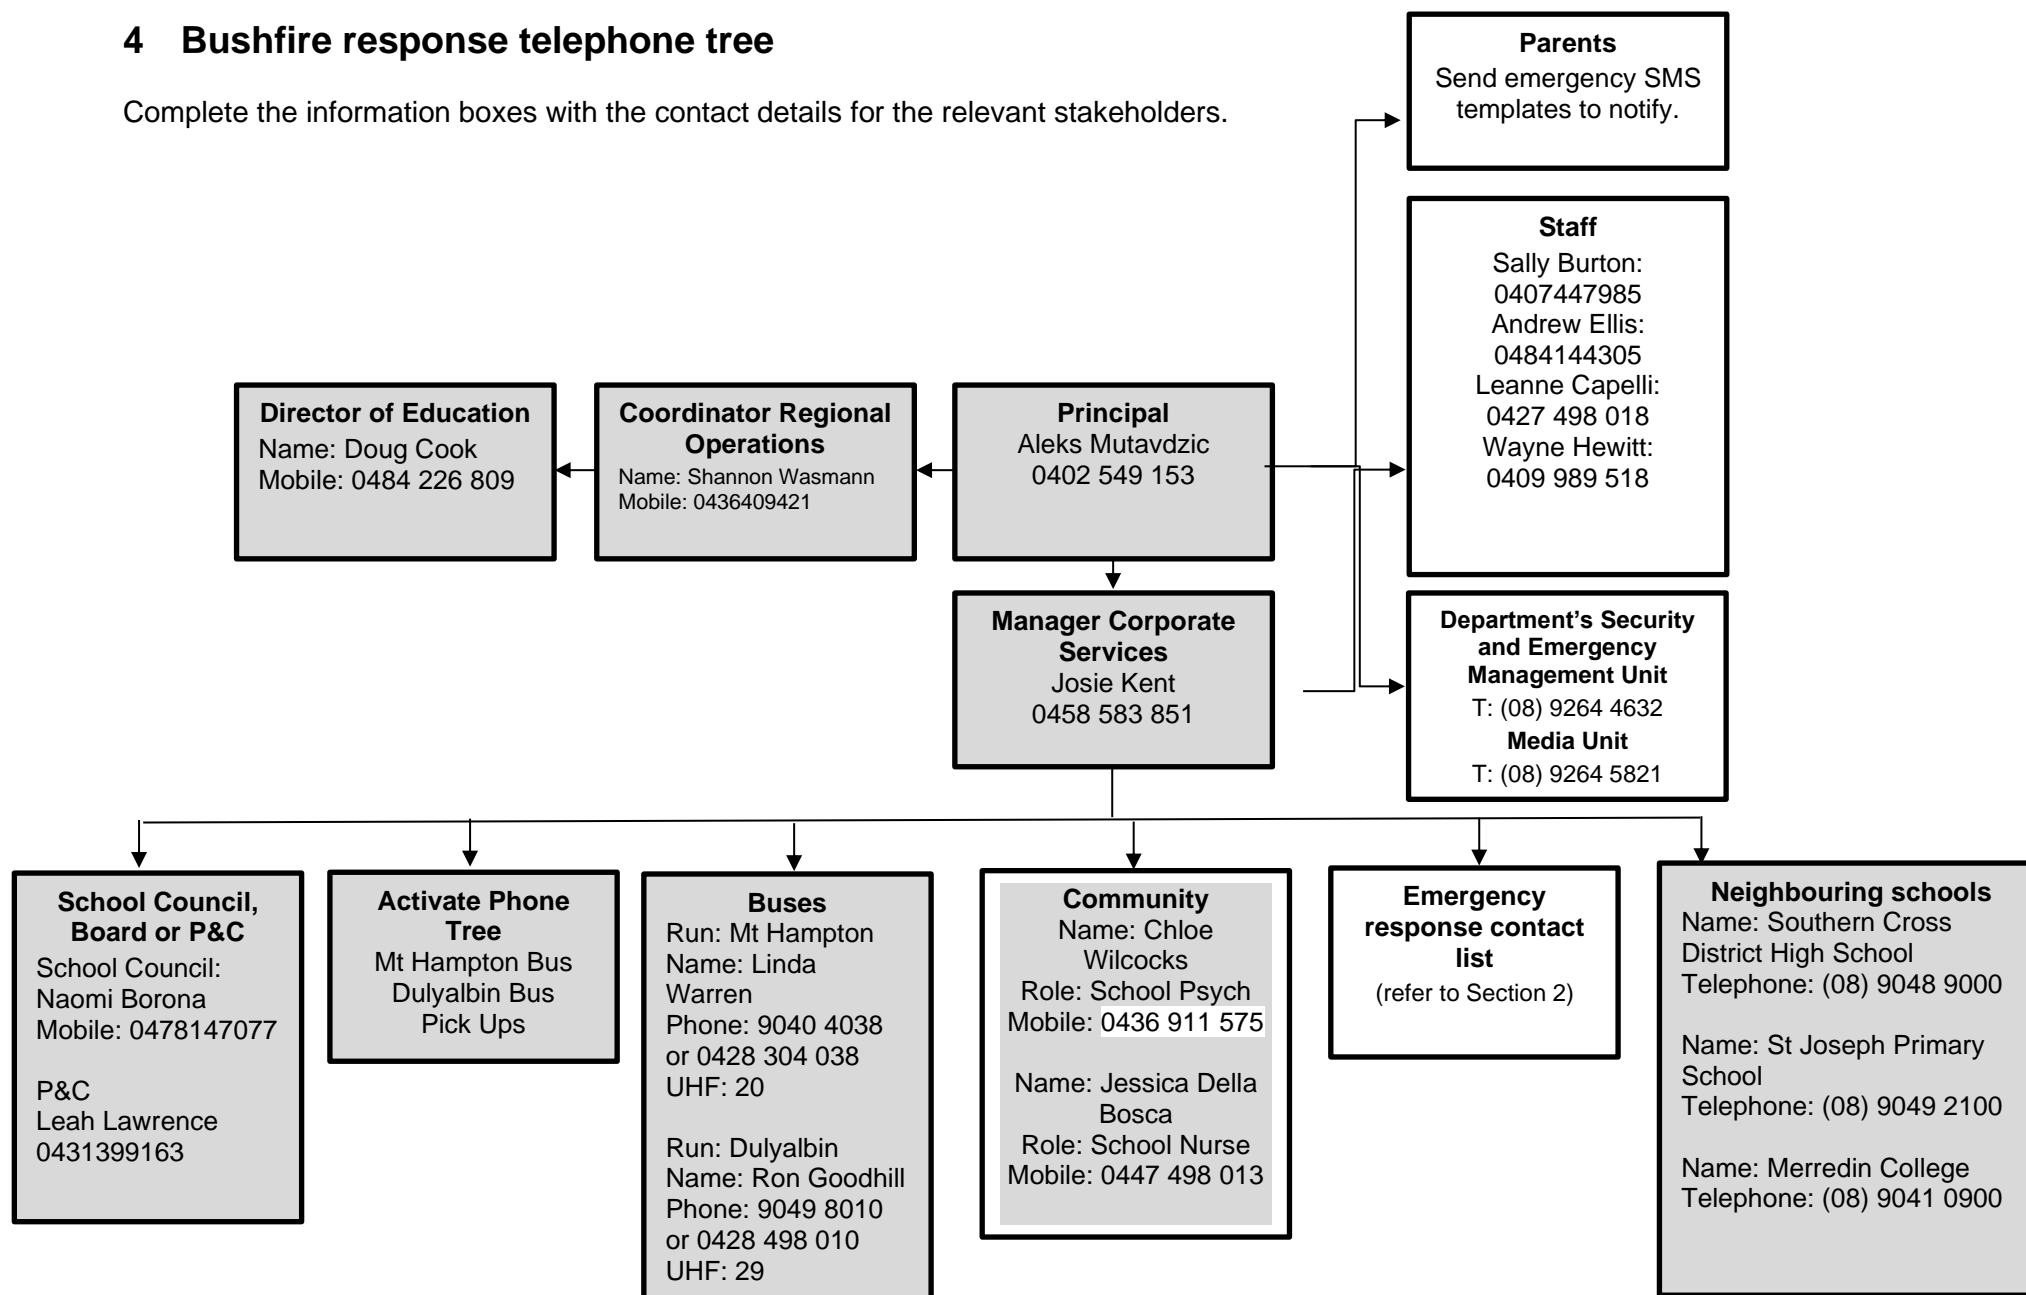 4 Bushfire response telephone tree
Complete the information boxes with the contact details for the relevant stakeholders.
Parents
Send emergency SMS
templates to notify.
Staff
Sally Burton:
0407447985
Andrew Ellis:
0484144305
Leanne Capelli:
0427 498 018
Wayne Hewitt:
0409 989 518
Director of Education
Name: Doug Cook
Mobile: 0484 226 809
Coordinator Regional
Operations
Name: Shannon Wasmann
Mobile: 0436409421
Principal
Aleks Mutavdzic
0402 549 153
Manager Corporate
Services
Josie Kent
0458 583 851
Department’s Security
and Emergency
Management Unit
T: (08) 9264 4632
Media Unit
T: (08) 9264 5821
School Council,
Board or P&C
School Council:
Naomi Borona
Mobile: 0478147077
P&C
Leah Lawrence
0431399163
Activate Phone
Tree
Mt Hampton Bus
Dulyalbin Bus
Pick Ups
Buses
Run: Mt Hampton
Name: Linda
Warren
Phone: 9040 4038
or 0428 304 038
UHF: 20
Run: Dulyalbin
Name: Ron Goodhill
Phone: 9049 8010
or 0428 498 010
UHF: 29
Community
Name: Chloe
Wilcocks
Role: School Psych
Mobile: 0436 911 575
Name: Jessica Della
Bosca
Role: School Nurse
Mobile: 0447 498 013
Emergency
response contact
list
(refer to Section 2)
Neighbouring schools
Name: Southern Cross
District High School
Telephone: (08) 9048 9000
Name: St Joseph Primary
School
Telephone: (08) 9049 2100
Name: Merredin College
Telephone: (08) 9041 0900